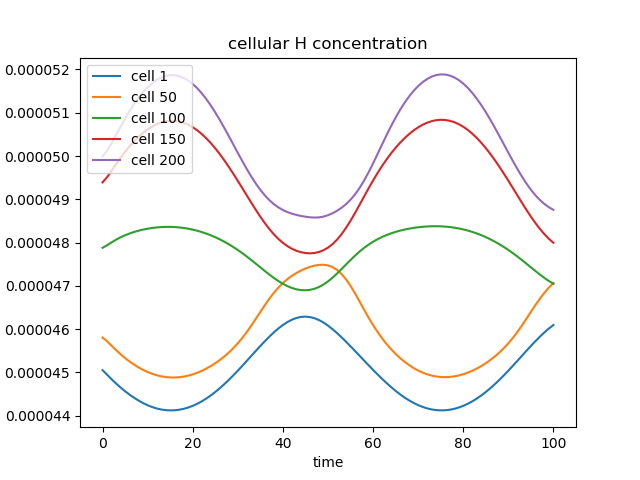 cellular H concentration
0.000052
0.000051
0.000050
0.000049
0.000048
0.000047
0.000046
0.000045
0.000044
cell 1
cell 50
cell 100
cell 150
cell 200
0 20 40 60 80 100
time